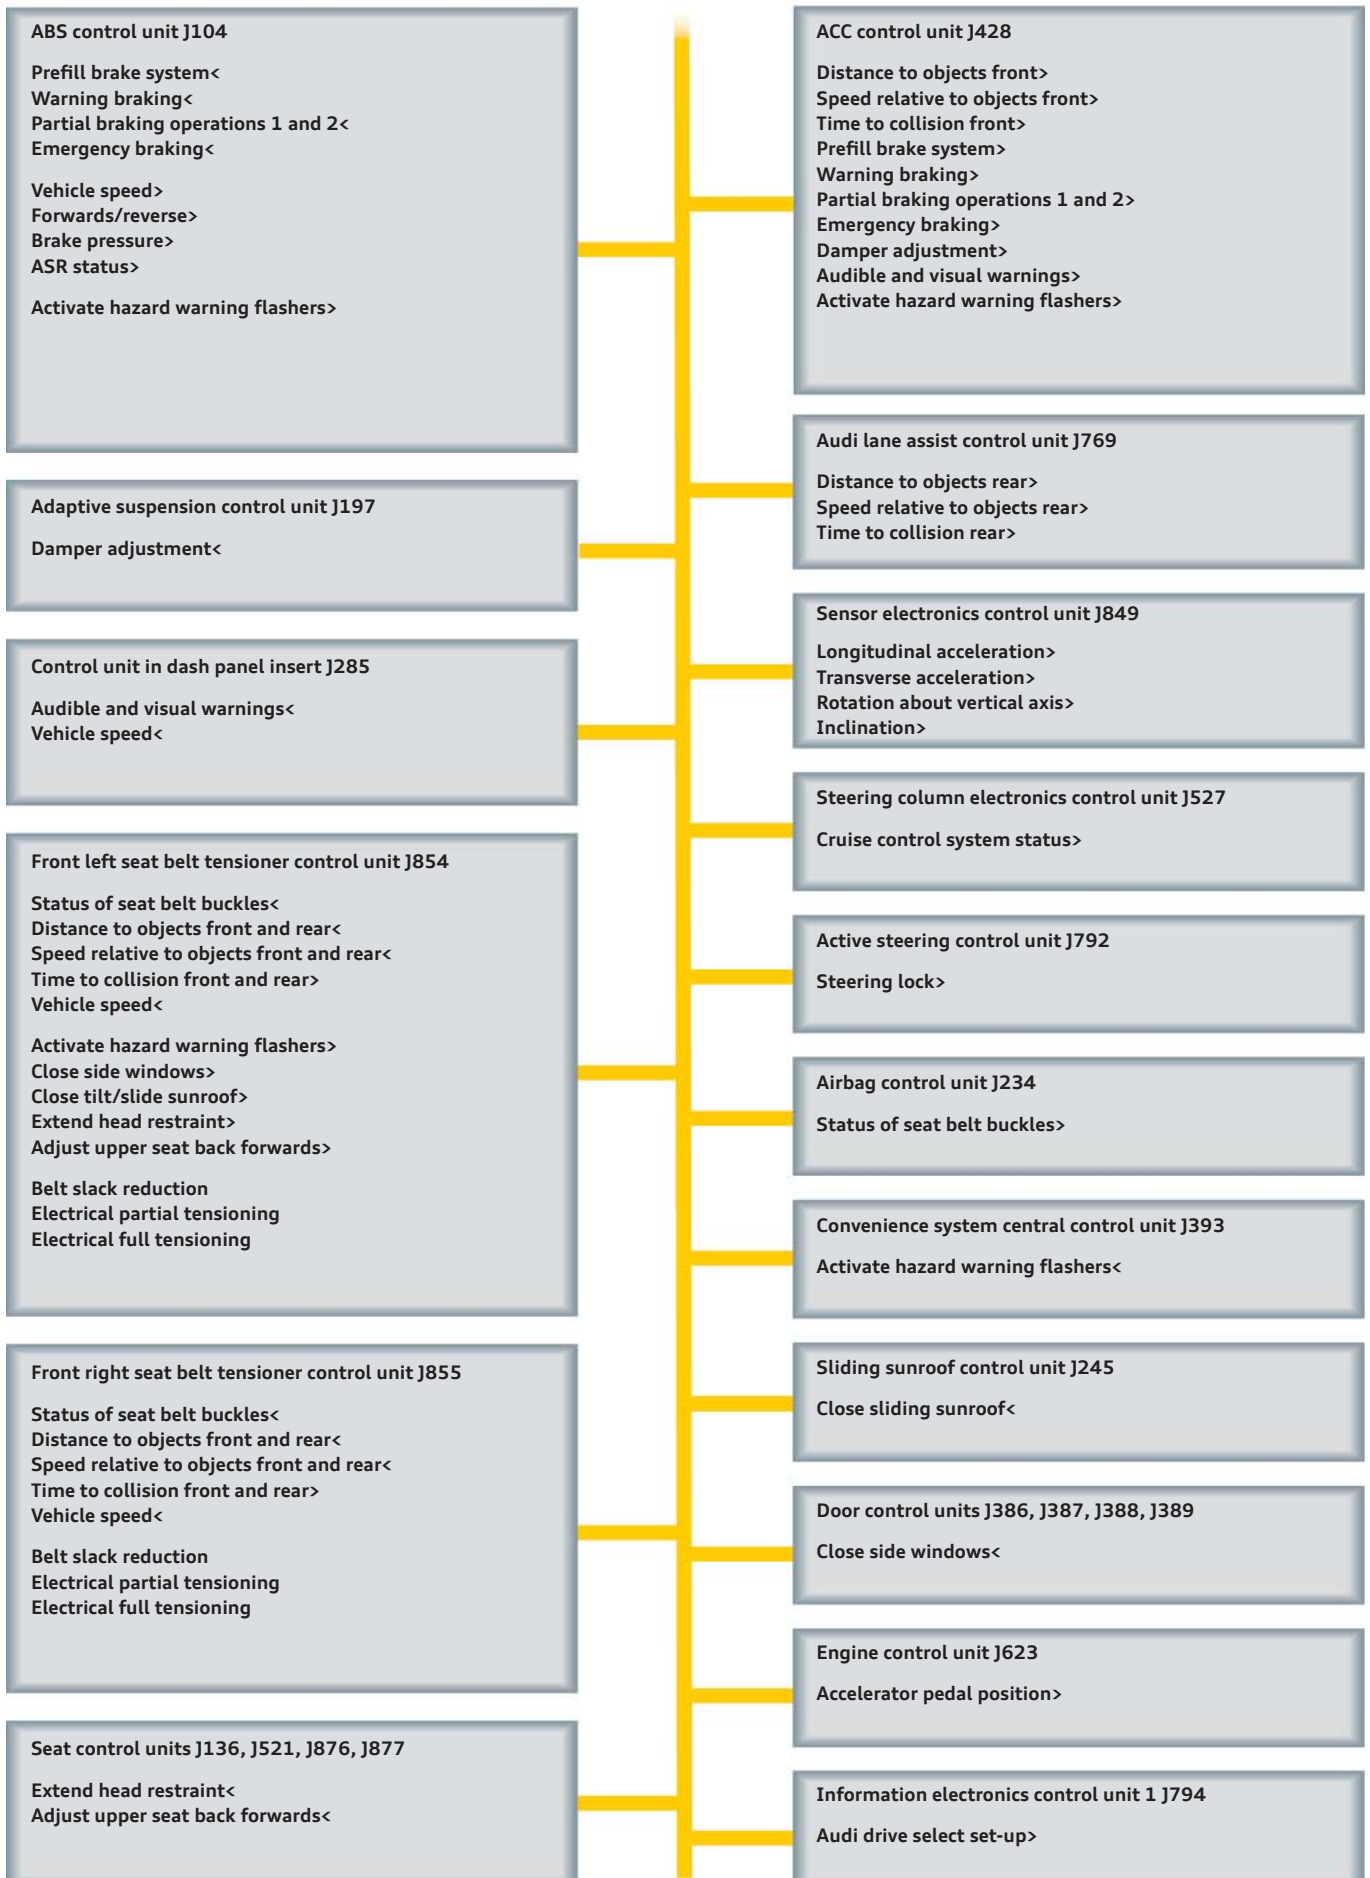 ABS control unit J104
Prefill brake system<
Warning braking<
Partial braking operations 1 and 2<
Emergency braking<
Vehicle speed>
Forwards/reverse>
Brake pressure>
ASR status>
Activate hazard warning flashers>
Adaptive suspension control unit J197
Damper adjustment<
Control unit in dash panel insert J285
Audible and visual warnings<
Vehicle speed<
Front left seat belt tensioner control unit J854
Status of seat belt buckles<
Distance to objects front and rear<
Speed relative to objects front and rear<
Time to collision front and rear>
Vehicle speed<
Activate hazard warning flashers>
Close side windows>
Close tilt/slide sunroof>
Extend head restraint>
Adjust upper seat back forwards>
Belt slack reduction
Electrical partial tensioning
Electrical full tensioning
Front right seat belt tensioner control unit J855
Status of seat belt buckles<
Distance to objects front and rear<
Speed relative to objects front and rear<
Time to collision front and rear>
Vehicle speed<
Belt slack reduction
Electrical partial tensioning
Electrical full tensioning
Seat control units J136, J521, J876, J877
Extend head restraint<
Adjust upper seat back forwards<
ACC control unit J428
Distance to objects front>
Speed relative to objects front>
Time to collision front>
Prefill brake system>
Warning braking>
Partial braking operations 1 and 2>
Emergency braking>
Damper adjustment>
Audible and visual warnings>
Activate hazard warning flashers>
Audi lane assist control unit J769
Distance to objects rear>
Speed relative to objects rear>
Time to collision rear>
Sensor electronics control unit J849
Longitudinal acceleration>
Transverse acceleration>
Rotation about vertical axis>
Inclination>
Steering column electronics control unit J527
Cruise control system status>
Active steering control unit J792
Steering lock>
Airbag control unit J234
Status of seat belt buckles>
Convenience system central control unit J393
Activate hazard warning flashers<
Sliding sunroof control unit J245
Close sliding sunroof<
Door control units J386, J387, J388, J389
Close side windows<
Engine control unit J623
Accelerator pedal position>
Information electronics control unit 1 J794
Audi drive select set-up>